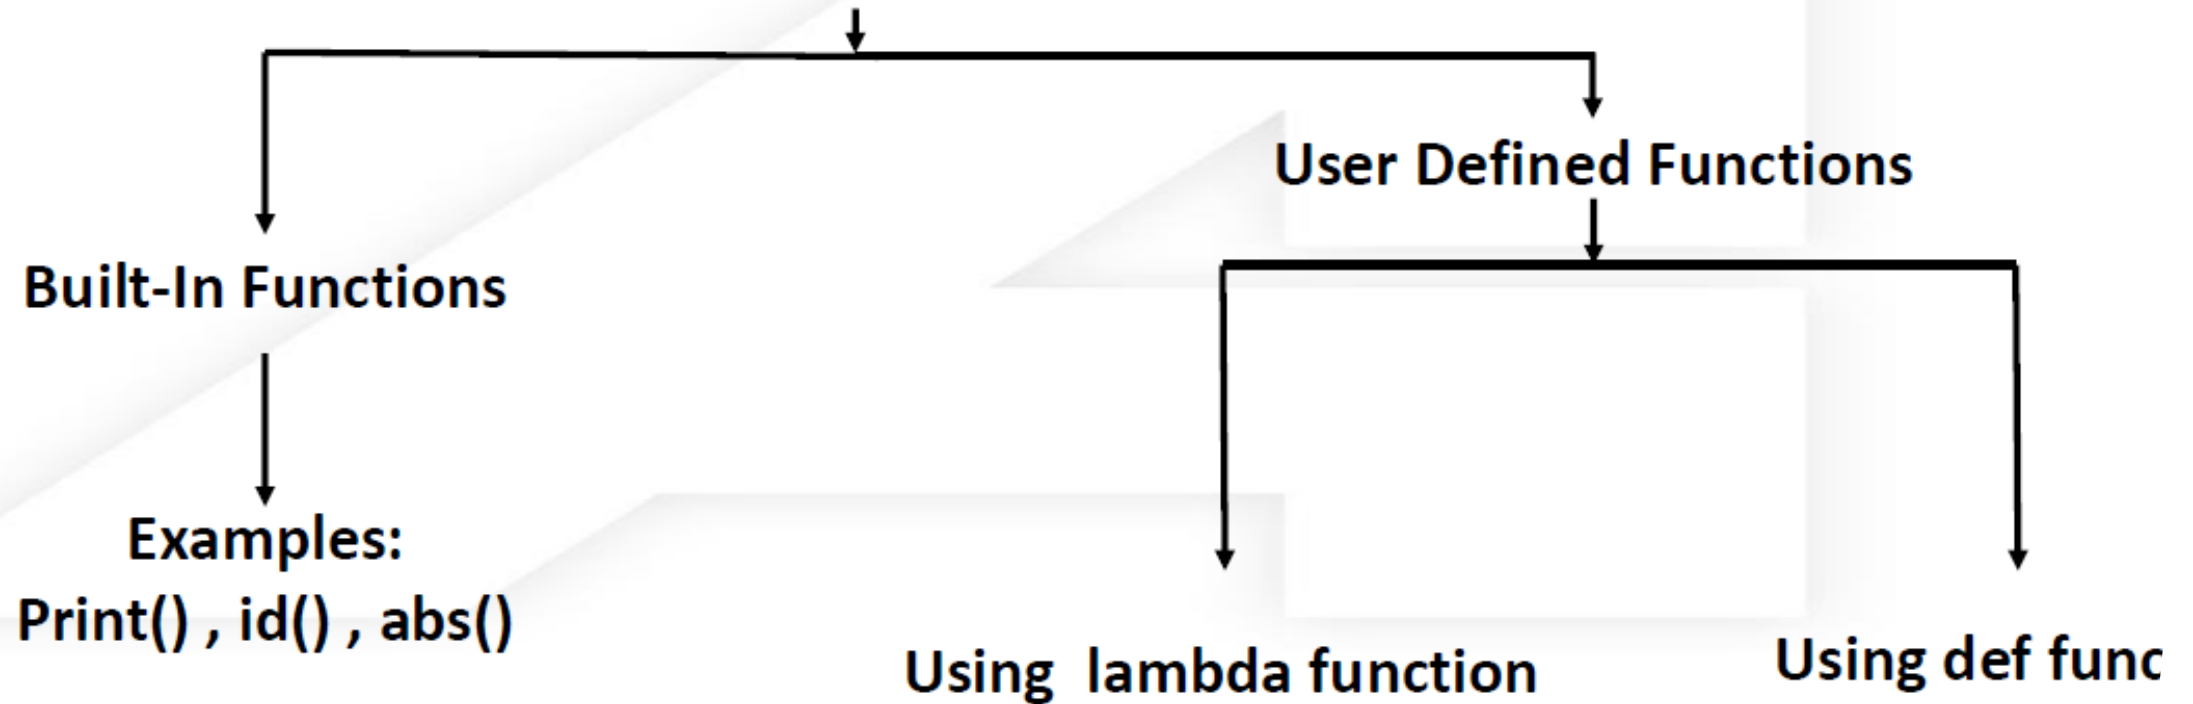 User Defined Functions
Built-In Functions
Examples:
Print() , id() , abs()
Using  lambda function
Using def func